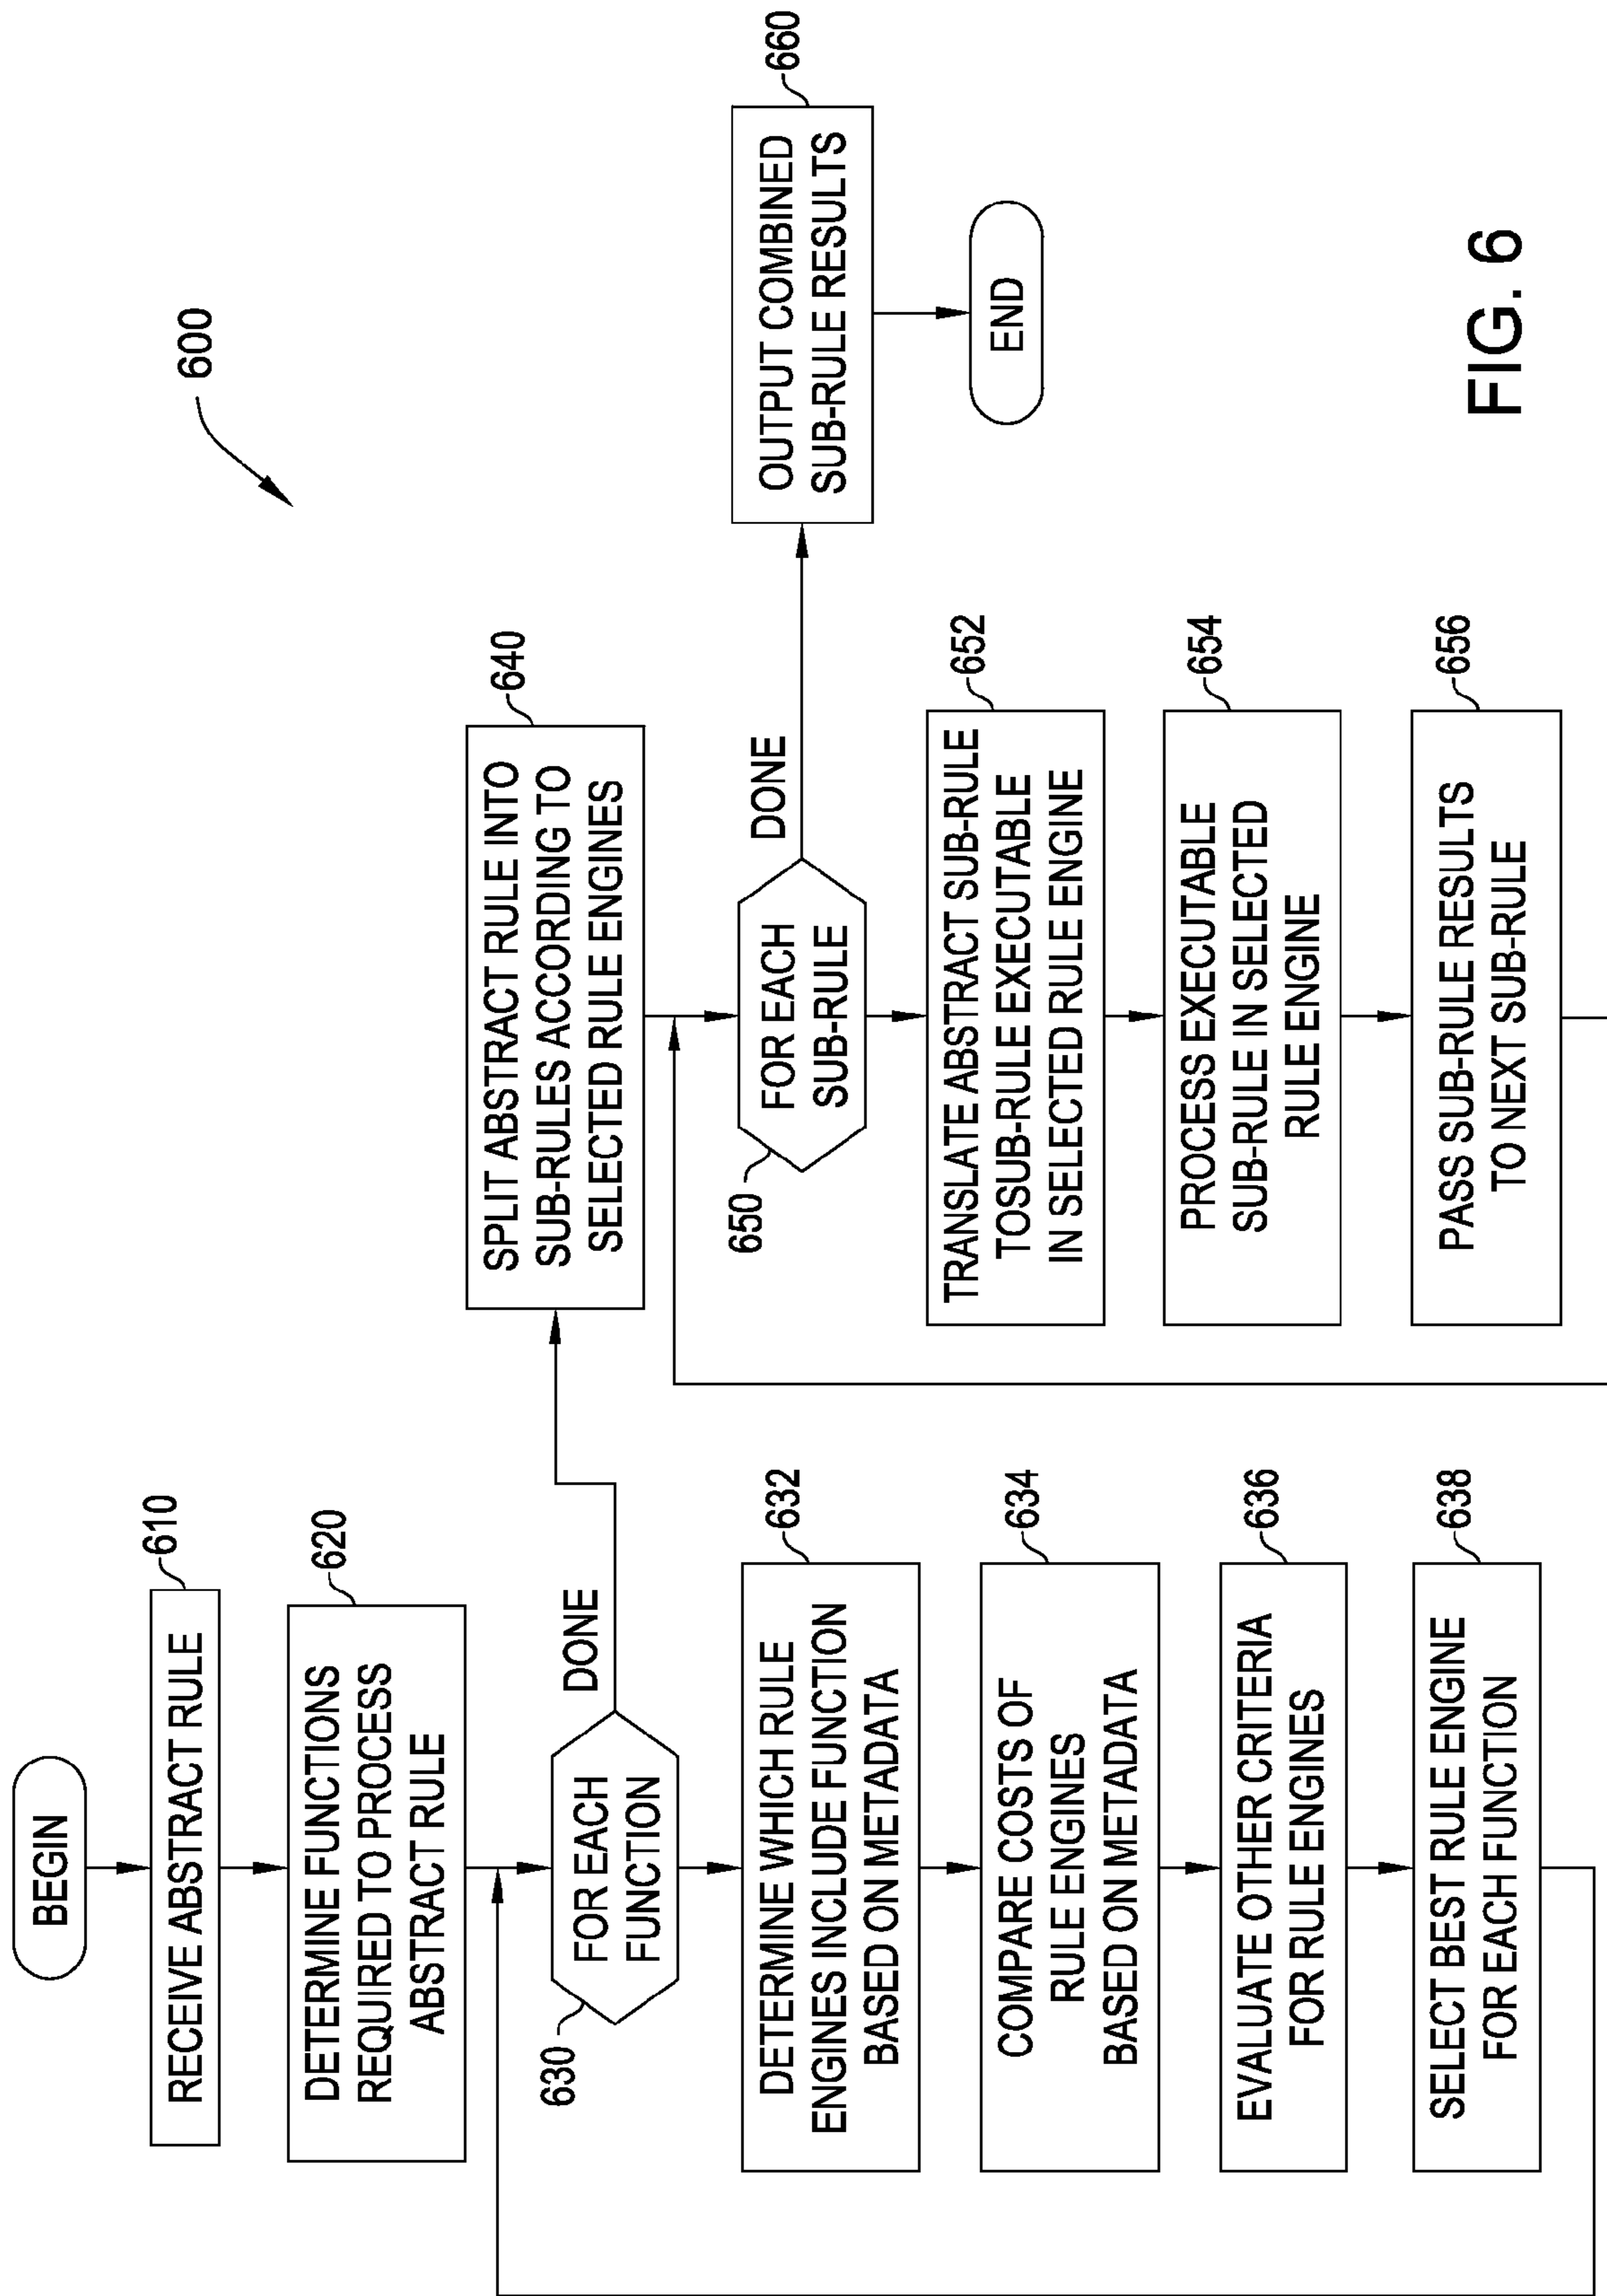 600
BEGIN
610
RECEIVE ABSTRACT RULE
620
DETERMINE FUNCTIONS
REQUIRED TO PROCESS
ABSTRACT RULE
630
FOR EACH
FUNCTION
DONE
632
DETERMINE WHICH RULE
ENGINES INCLUDE FUNCTION
BASED ON METADATA
634
COMPARE COSTS OF
RULE ENGINES
BASED ON METADATA
636
EVALUATE OTHER CRITERIA
FOR RULE ENGINES
638
SELECT BEST RULE ENGINE
FOR EACH FUNCTION
640
SPLIT ABSTRACT RULE INTO
SUB-RULES ACCORDING TO
SELECTED RULE ENGINES
650
FOR EACH
SUB-RULE
DONE
652
TRANSLATE ABSTRACT SUB-RULE
TOSUB-RULE EXECUTABLE
IN SELECTED RULE ENGINE
654
PROCESS EXECUTABLE
SUB-RULE IN SELECTED
RULE ENGINE
656
PASS SUB-RULE RESULTS
TO NEXT SUB-RULE
660
OUTPUT COMBINED
SUB-RULE RESULTS
END
FIG. 6